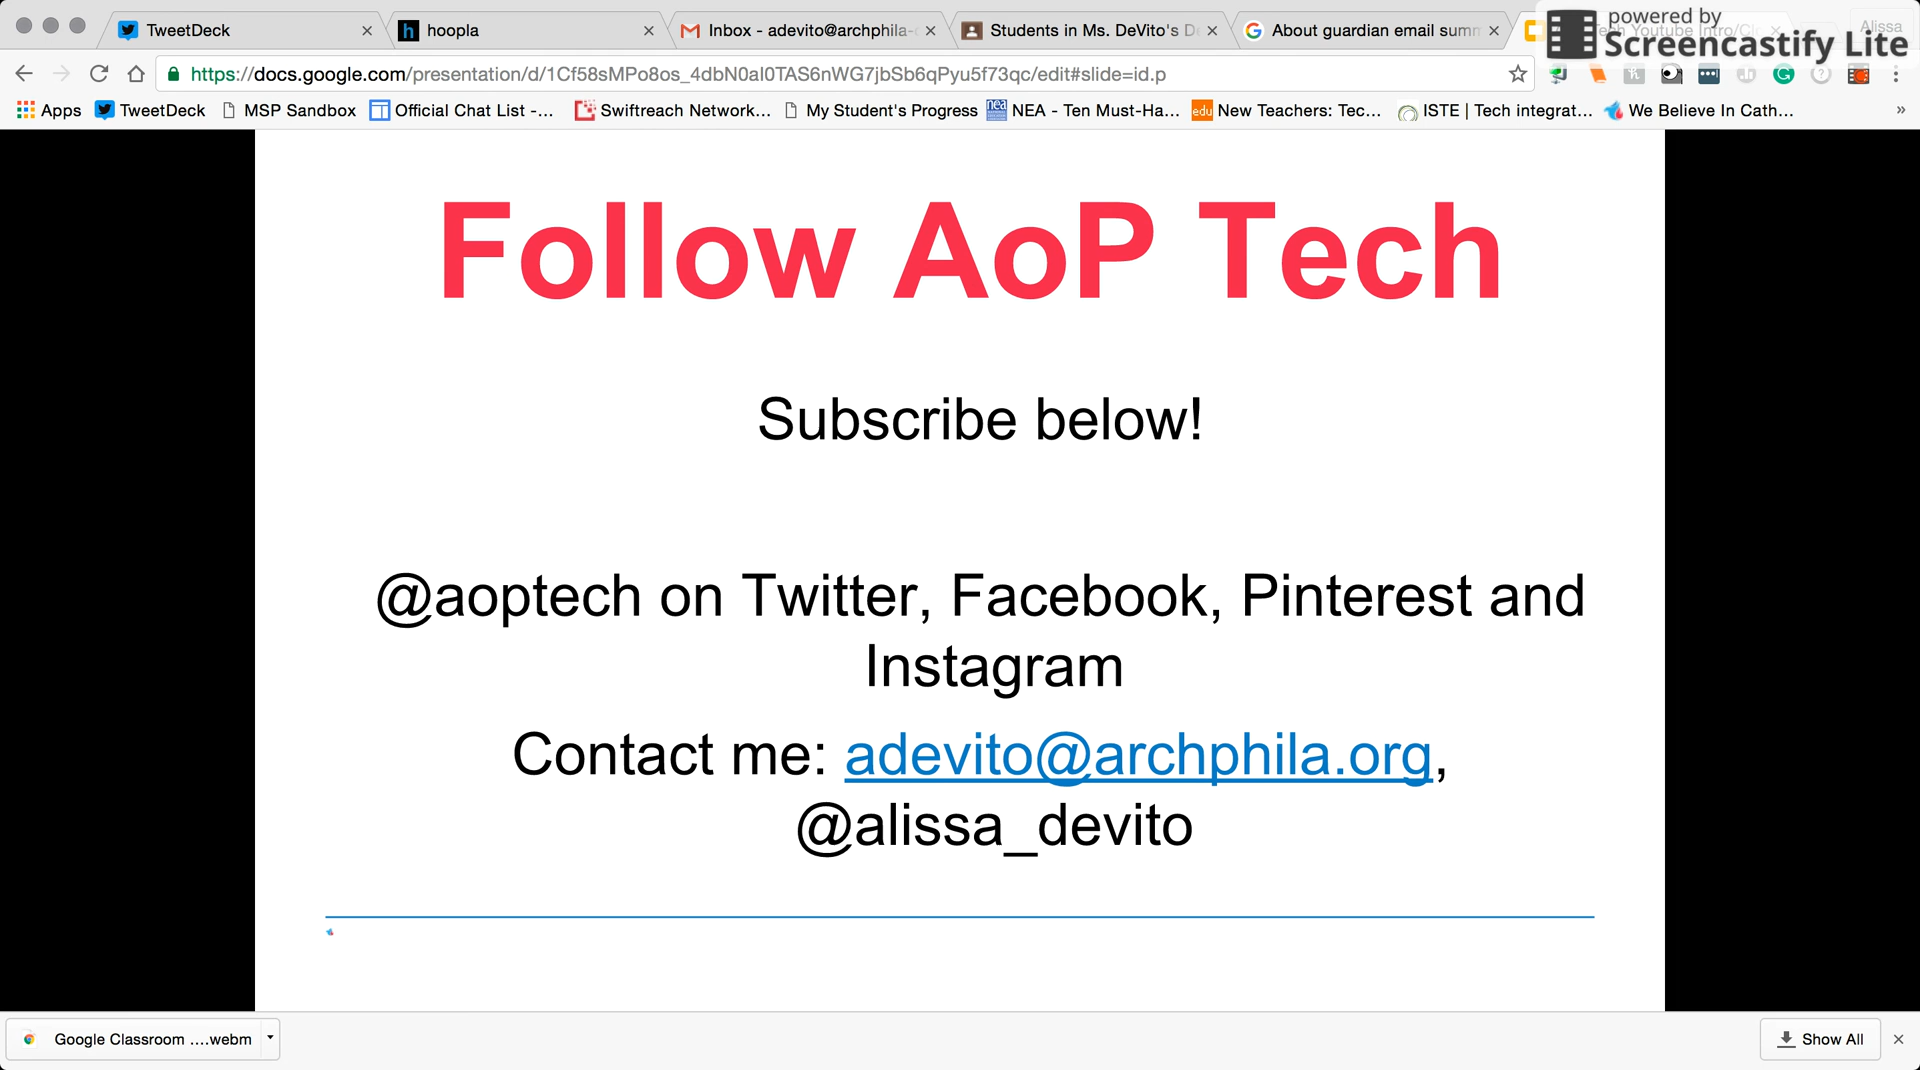 TweetDeck
hoopla
Inbox - adevito@archphila-
Students in Ms. DeVito's D
About guardian email summ
Alissa
powered by
Screencastify Lite
https://docs.google.com/presentation/d/1Cf58sMPo8os_4dbN0al0TAS6nWG7jbSb6qPyu5f73qc/edit#slide=id.p
Apps
TweetDeck
MSP Sandbox
Official Chat List -...
Swiftreach Network...
My Student's Progress
NEA - Ten Must-Ha...
New Teachers: Tec...
ISTE | Tech integrat...
We Believe In Cath...
»
Follow AoP Tech
Subscribe below!
@aoptech on Twitter, Facebook, Pinterest and
Instagram
Contact me: adevito@archphila.org,
@alissa_devito
Google Classroom ....webm
Show All